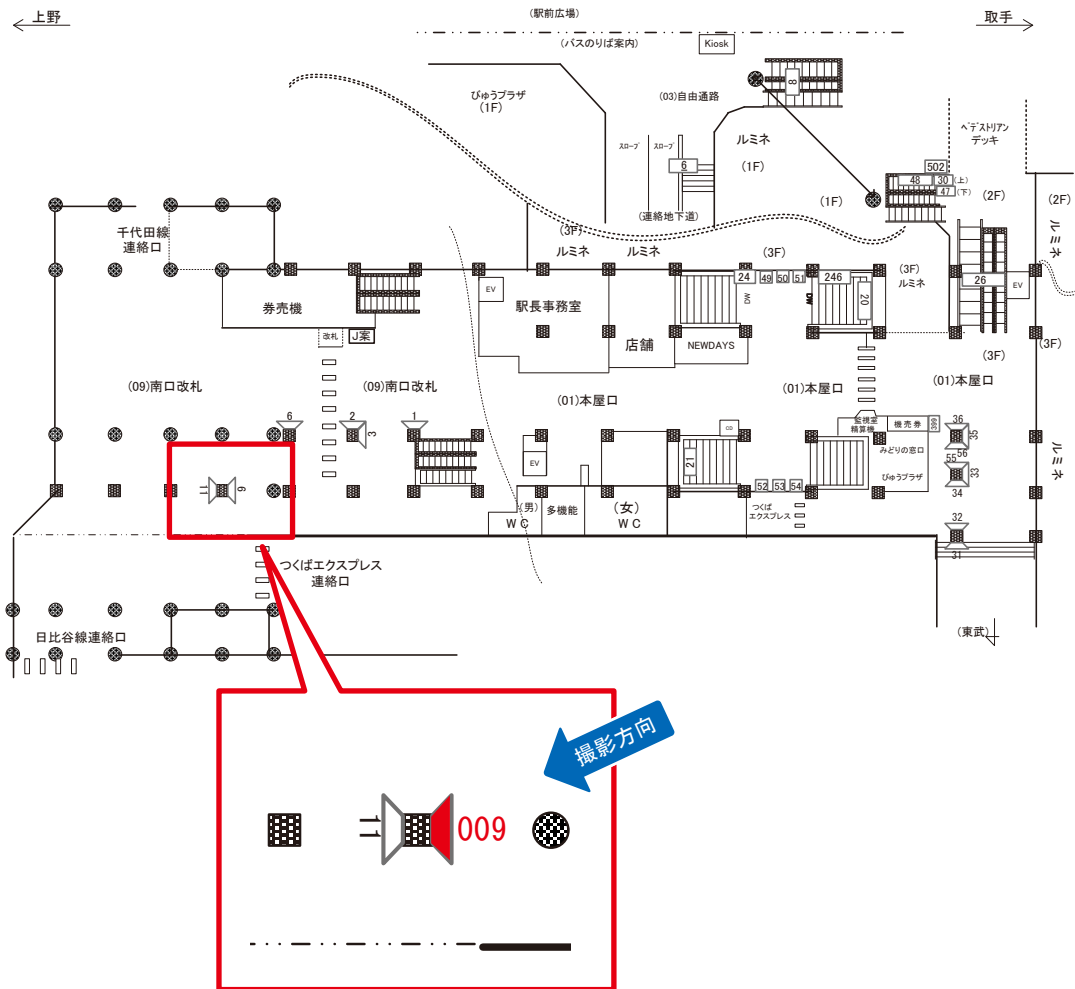 上野
(駅前広場)
取手
(バスのりば案内)
Kiosk
びゅうプラザ
(1F)
(03)自由通路
8
ルミネ
(1F)
スロープ
スロープ
6
(連絡地下道)
ペデストリアン
デッキ
502
48
30
(上)
47
(下)
(1F)
(2F)
(2F)
ルミネ
千代田線
連絡口
(3F)
ルミネ
ルミネ
(3F)
(3F)
ルミネ
24
49
50
51
246
26
EV
EV
DW
DW
20
券売機
駅長事務室
改札
J案
店舗
NEWDAYS
(3F)
(3F)
(09)南口改札
(09)南口改札
(01)本屋口
(01)本屋口
(01)本屋口
6
2
3
1
CD
監視室
精算機
機売券
399
36
35
みどりの窓口
びゅうプラザ
55
56
33
34
ルミネ
11
9
EV
21
52
53
54
つくば
エクスプレス
(男)
WC
多機能
(女)
WC
32
31
つくばエクスプレス
連絡口
日比谷線連絡口
(東武)
撮影方向
11
009